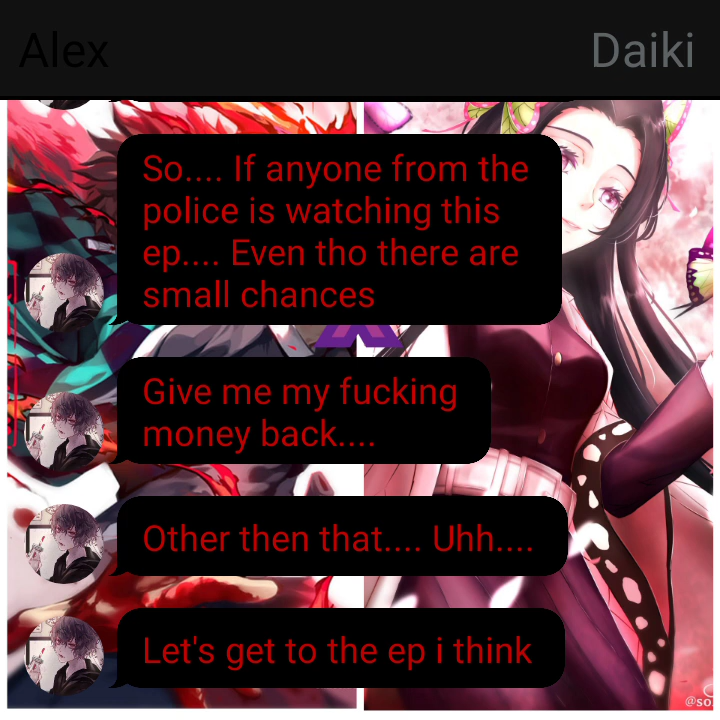 Alex
Daiki
So.... If anyone from the
police is watching this
ep.... Even tho there are
small chances
Give me my fucking
money back....
Other then that.... Uhh....
Let's get to the ep i think